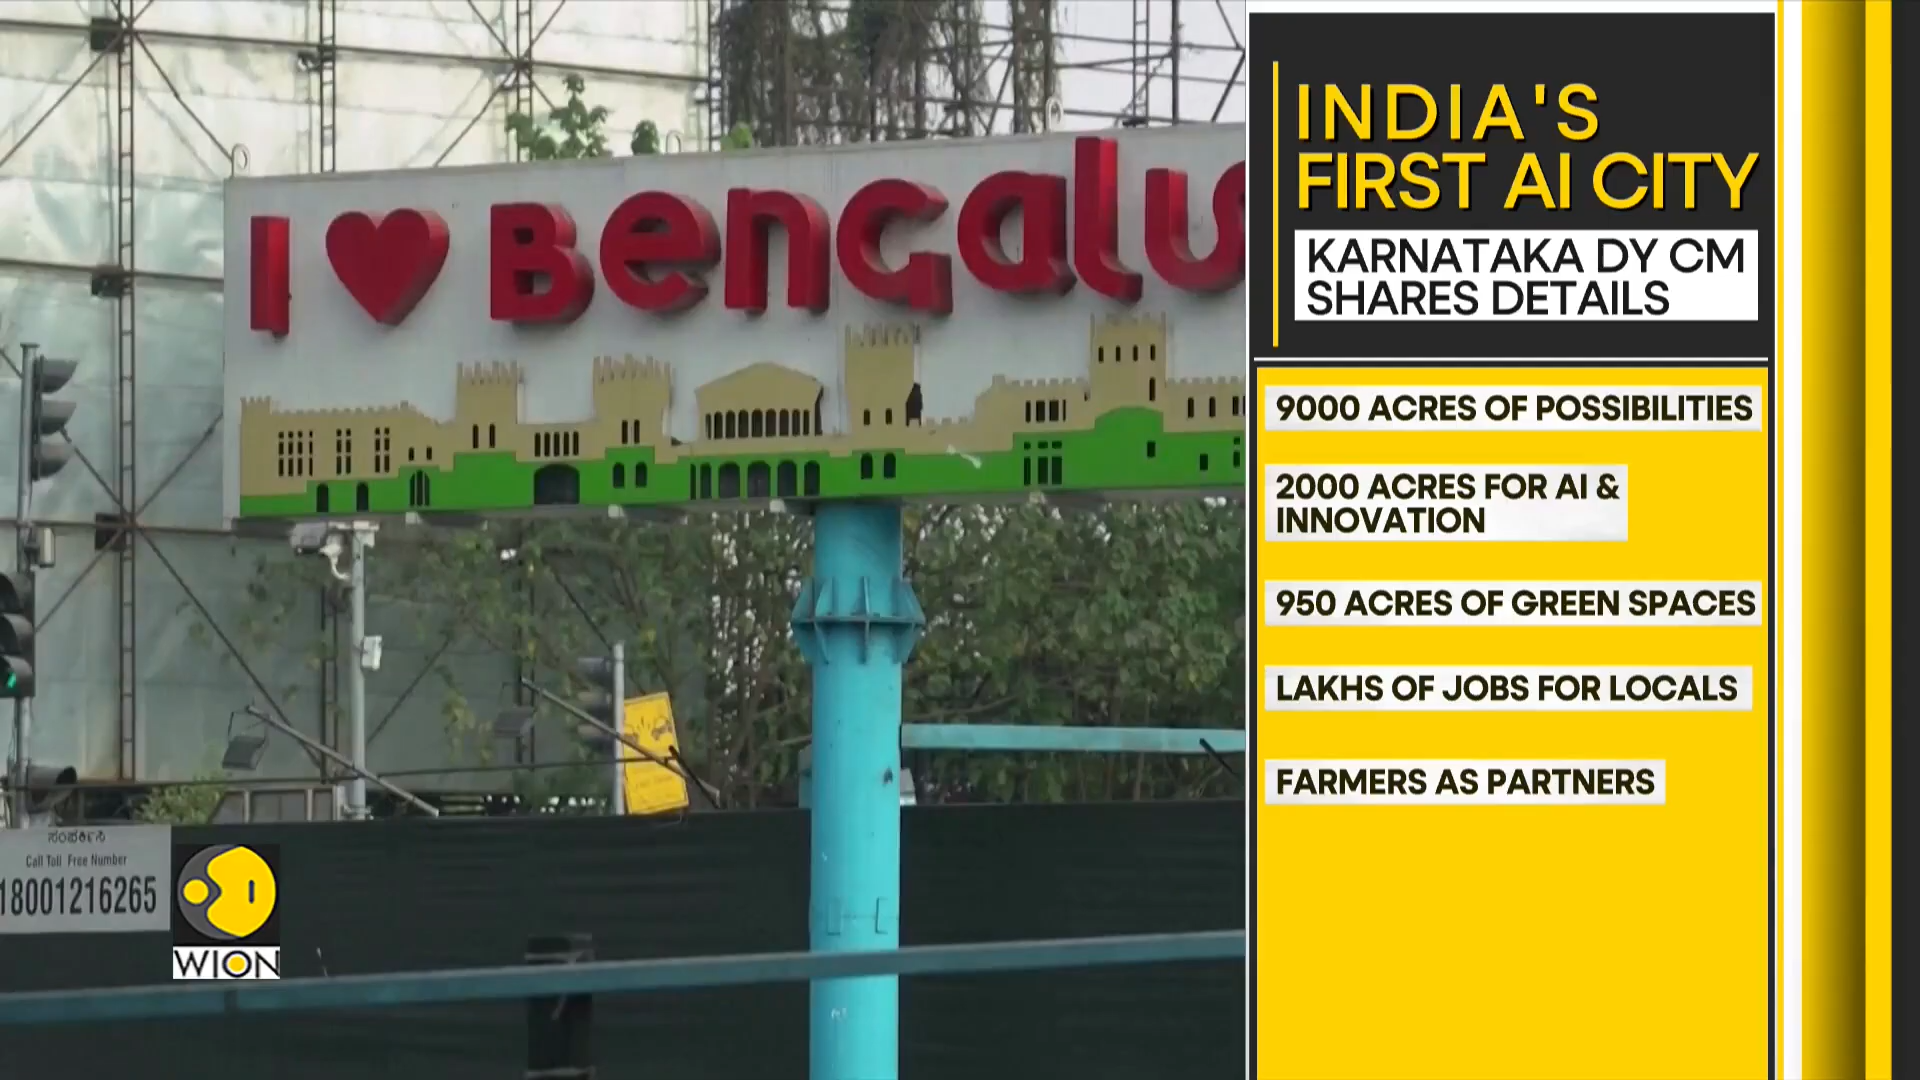 I ❤ Bengalu
INDIA'S
FIRST AI CITY
KARNATAKA DY CM
SHARES DETAILS
9000 ACRES OF POSSIBILITIES
2000 ACRES FOR AI &
INNOVATION
950 ACRES OF GREEN SPACES
LAKHS OF JOBS FOR LOCALS
FARMERS AS PARTNERS
ಸಂಪರ್ಕಿಸಿ
Call Toll Free Number
18001216265
WION